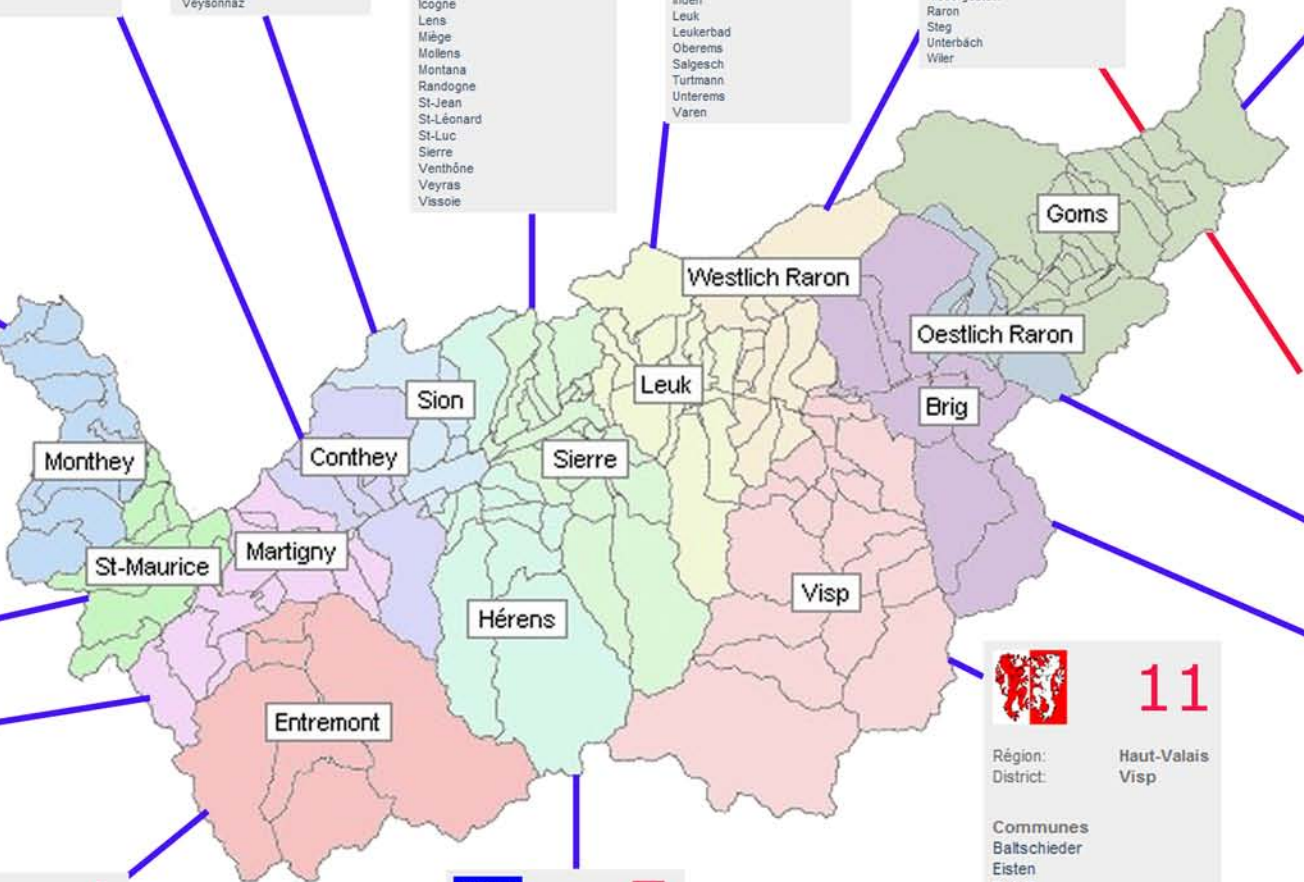 Veysonnaz
Icogne
Lens
Miège
Mollens
Montana
Randogne
St-Jean
St-Léonard
St-Luc
Sierre
Venthône
Veyras
Vissoie
Leuk
Leukerbad
Oberems
Salgesch
Turtmann
Unterems
Varen
Raron
Steg
Unterbäch
Wiler
Goms
Westlich Raron
Oestlich Raron
Leuk
Sion
Brig
Monthey
Conthey
Sierre
Martigny
St-Maurice
Visp
Hérens
Entremont
11
Région: Haut-Valais
District: Visp
Communes
Baltschieder
Eisten